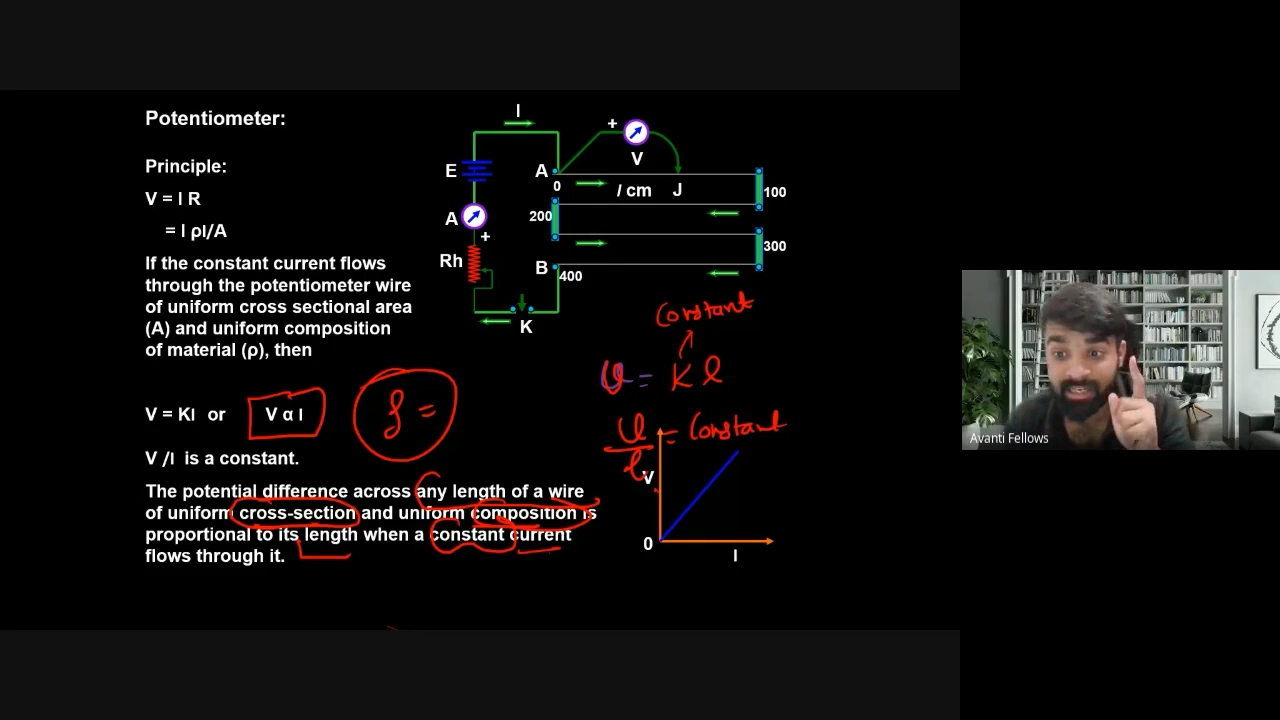 Potentiometer:
Principle:
V = I R
= I ρl/A
If the constant current flows
through the potentiometer wire
of uniform cross sectional area
(A) and uniform composition
of material (ρ), then
V = Kl or V α l
V /l is a constant.
The potential difference across any length of a wire
of uniform cross-section and uniform composition is
proportional to its length when a constant current
flows through it.
I
+
V
E
A
0
l cm
J
100
A
+
200
Rh
300
B
400
K
Constant
V = K l
V/l = Constant
V
0
l
Avanti Fellows